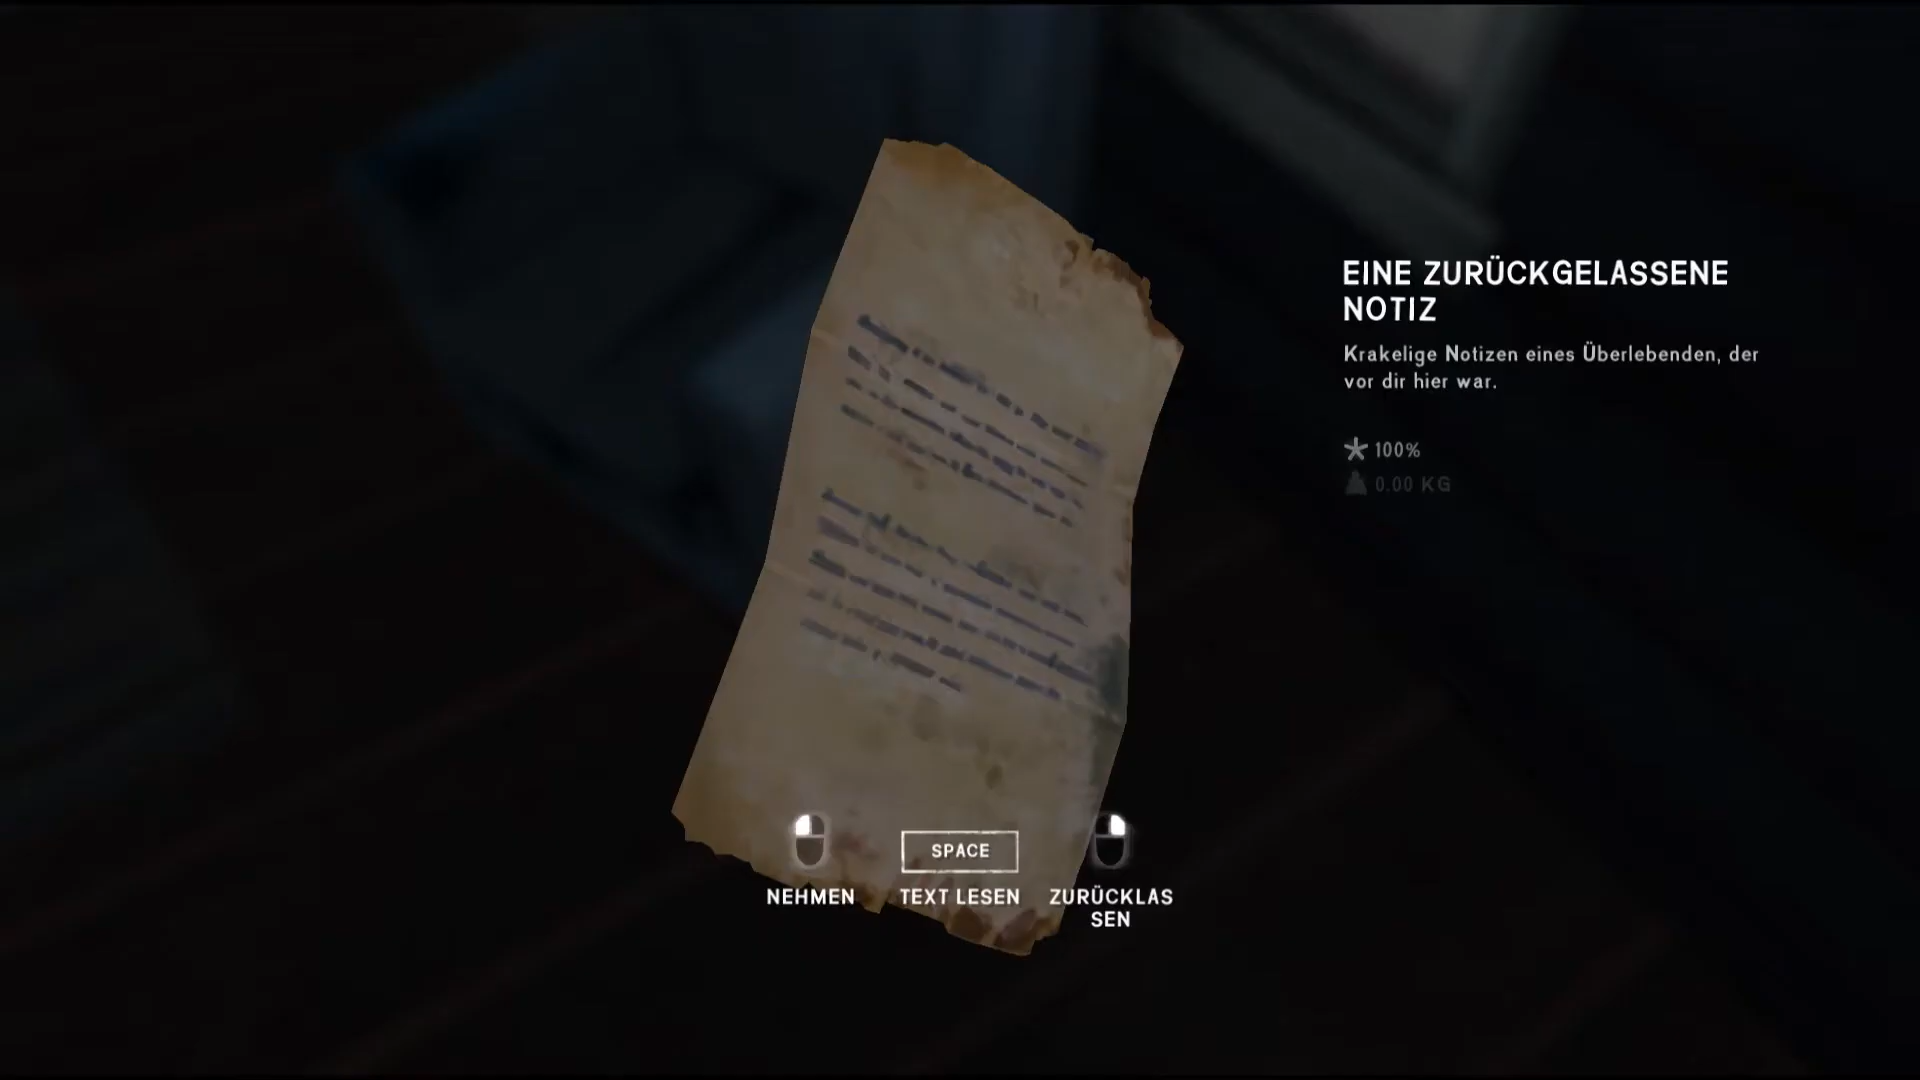 EINE ZURÜCKGELASSENE
NOTIZ
Krakelige Notizen eines Überlebenden, der
vor dir hier war.
100%
0.00 KG
SPACE
NEHMEN
TEXT LESEN
ZURÜCKLAS
SEN